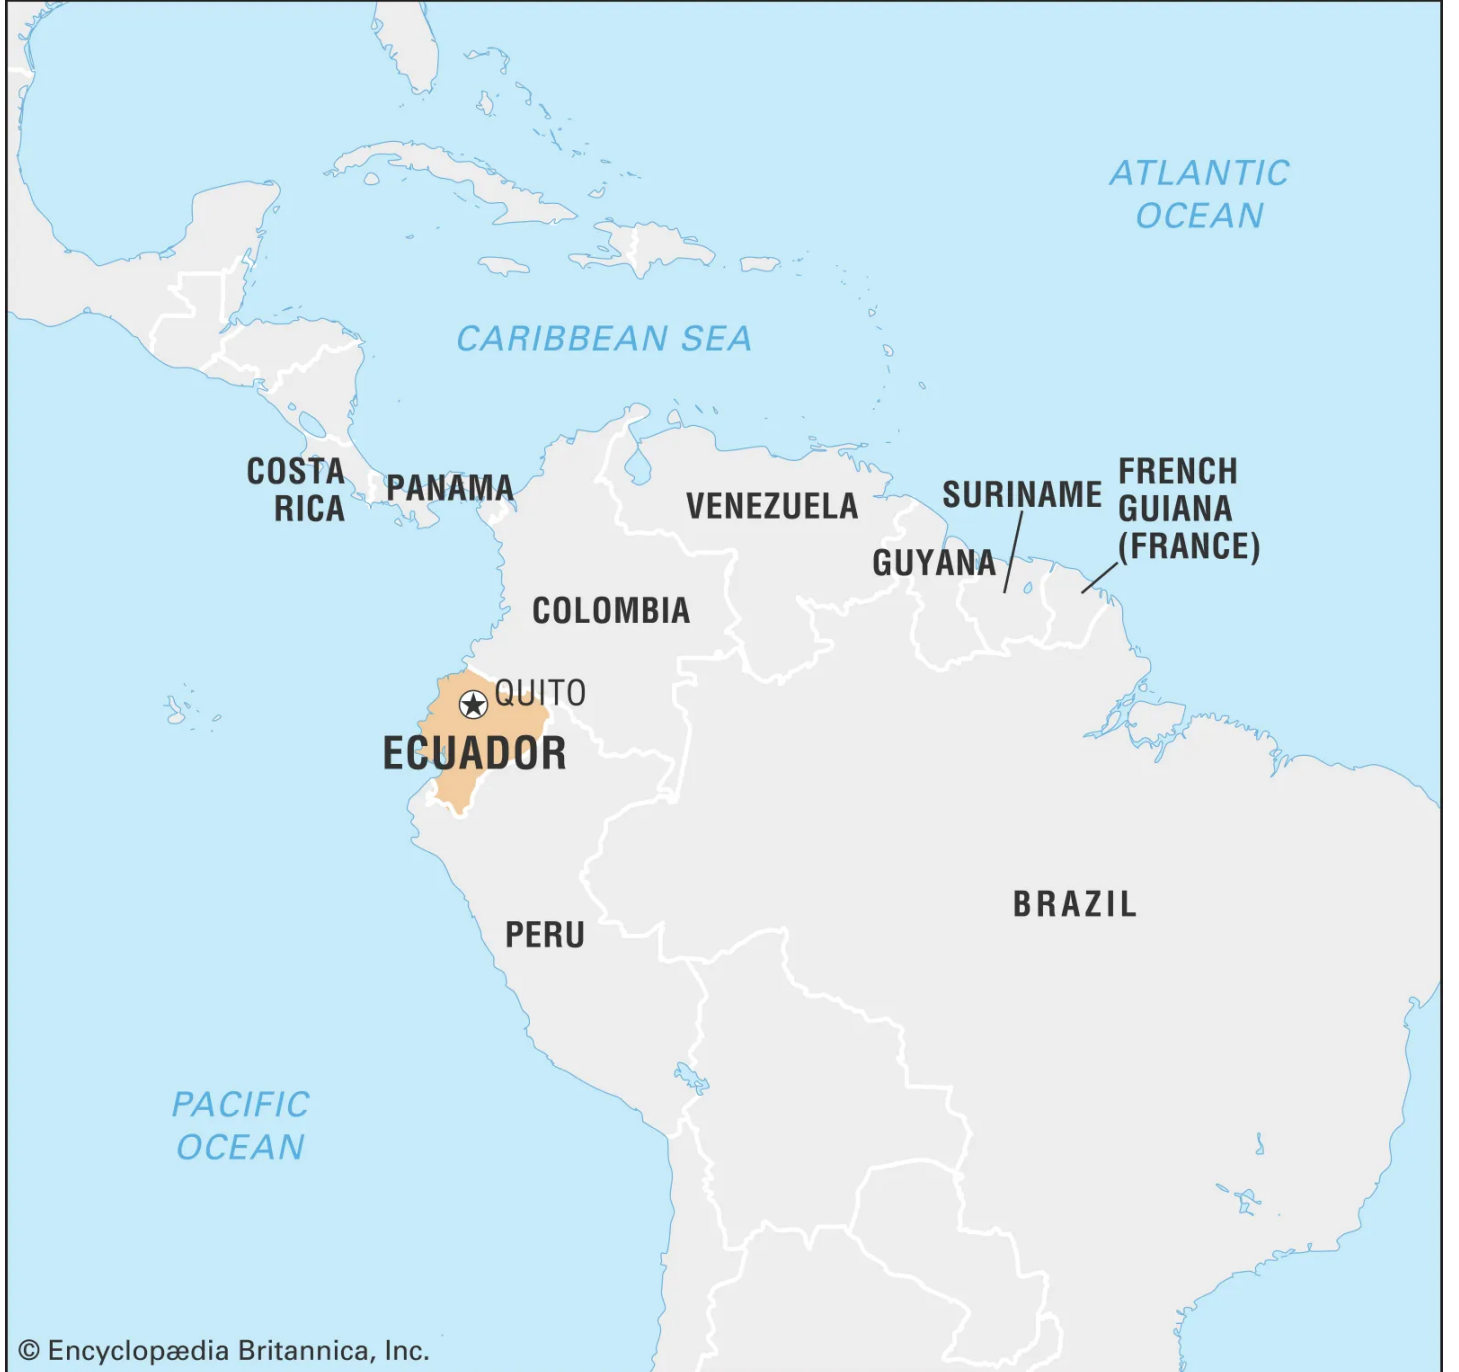 ATLANTIC
OCEAN
CARIBBEAN SEA
COSTA
RICA
PANAMA
VENEZUELA
SURINAME
FRENCH
GUIANA
(FRANCE)
GUYANA
COLOMBIA
QUITO
ECUADOR
BRAZIL
PERU
PACIFIC
OCEAN
© Encyclopædia Britannica, Inc.